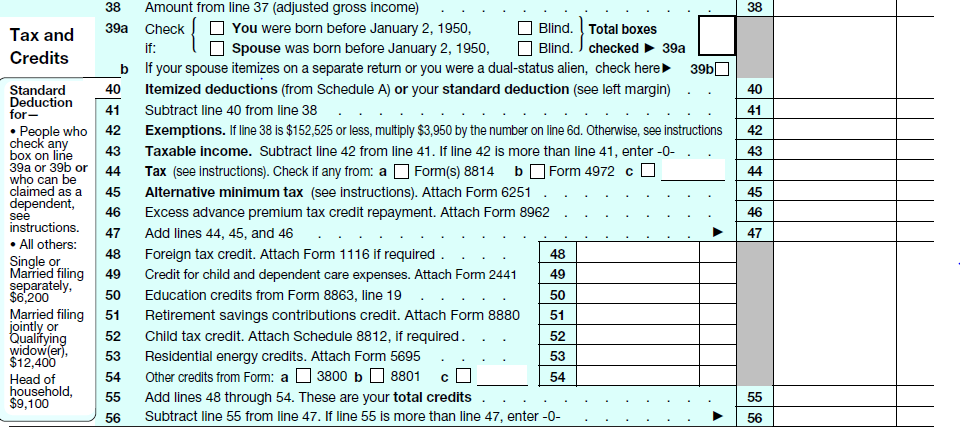 38 Amount from line 37 (adjusted gross income) . . . . . . . . . . . . . . 38
Tax and
Credits
39a Check { You were born before January 2, 1950, Blind. } Total boxes
if: Spouse was born before January 2, 1950, Blind. checked ▶ 39a
b If your spouse itemizes on a separate return or you were a dual-status alien, check here ▶ 39b
Standard
Deduction
for—
• People who
check any
box on line
39a or 39b or
who can be
claimed as a
dependent,
see
instructions.
• All others:
Single or
Married filing
separately,
$6,200
Married filing
jointly or
Qualifying
widow(er),
$12,400
Head of
household,
$9,100
40 Itemized deductions (from Schedule A) or your standard deduction (see left margin) . . 40
41 Subtract line 40 from line 38 . . . . . . . . . . . . . . . . . . . 41
42 Exemptions. If line 38 is $152,525 or less, multiply $3,950 by the number on line 6d. Otherwise, see instructions 42
43 Taxable income. Subtract line 42 from line 41. If line 42 is more than line 41, enter -0- . . 43
44 Tax (see instructions). Check if any from: a Form(s) 8814 b Form 4972 c 44
45 Alternative minimum tax (see instructions). Attach Form 6251 . . . . . . . . . 45
46 Excess advance premium tax credit repayment. Attach Form 8962 . . . . . . . . 46
47 Add lines 44, 45, and 46 . . . . . . . . . . . . . . . . . . . ▶ 47
48 Foreign tax credit. Attach Form 1116 if required . . . . 48
49 Credit for child and dependent care expenses. Attach Form 2441 49
50 Education credits from Form 8863, line 19 . . . . . 50
51 Retirement savings contributions credit. Attach Form 8880 51
52 Child tax credit. Attach Schedule 8812, if required . . . 52
53 Residential energy credits. Attach Form 5695 . . . . 53
54 Other credits from Form: a 3800 b 8801 c 54
55 Add lines 48 through 54. These are your total credits . . . . . . . . . . . . 55
56 Subtract line 55 from line 47. If line 55 is more than line 47, enter -0- . . . . . . ▶ 56